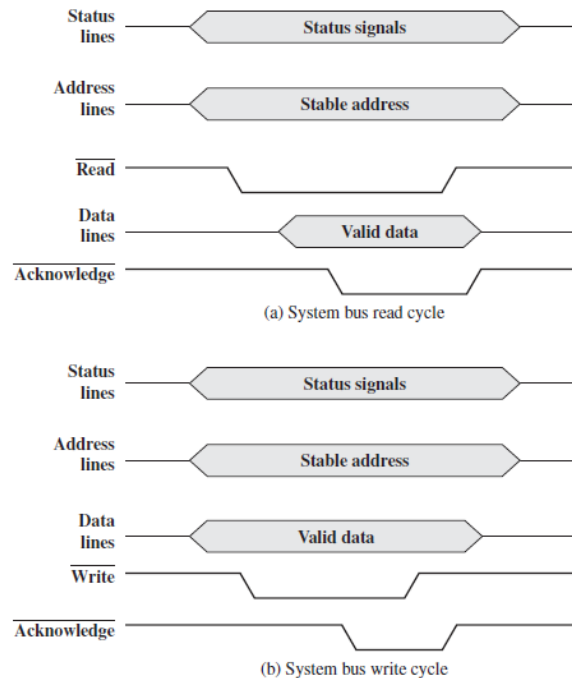 Status
lines
Status signals
Address
lines
Stable address
Read
Data
lines
Valid data
Acknowledge
(a) System bus read cycle
Status
lines
Status signals
Address
lines
Stable address
Data
lines
Valid data
Write
Acknowledge
(b) System bus write cycle